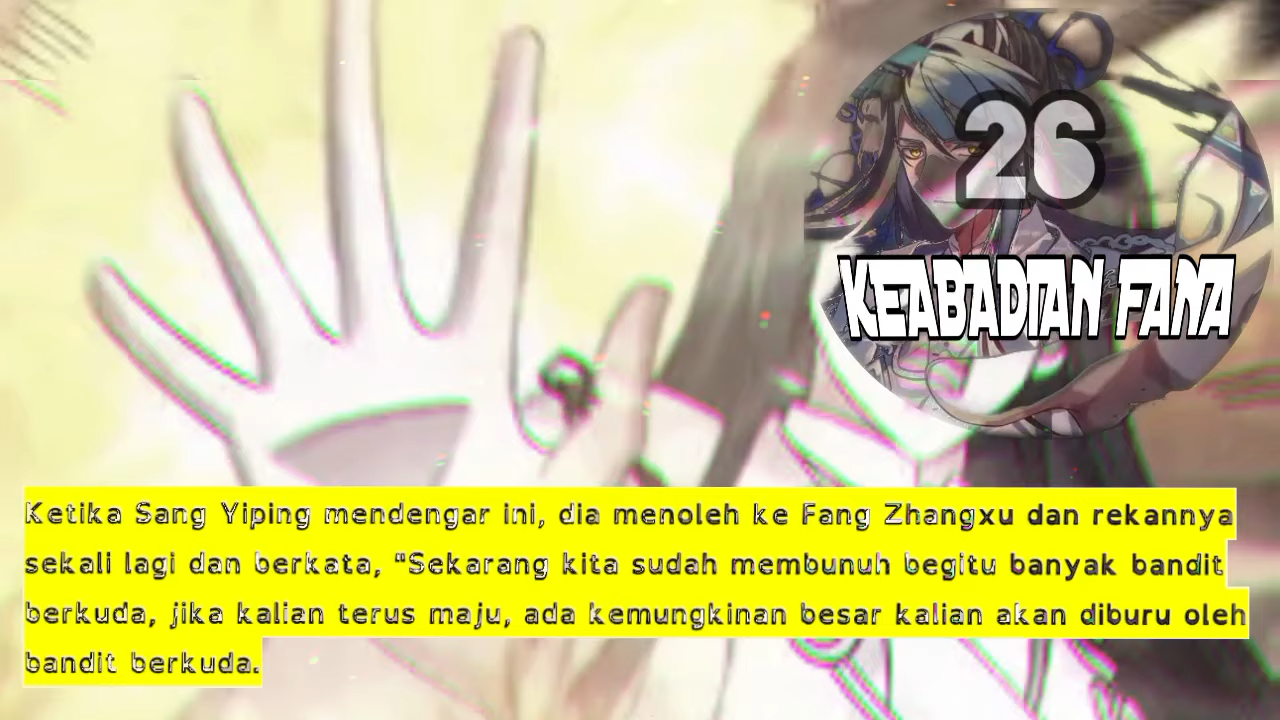 26
KEABADIAN FANA
Ketika Sang Yiping mendengar ini, dia menoleh ke Fang Zhangxu dan rekannya
sekali lagi dan berkata, "Sekarang kita sudah membunuh begitu banyak bandit
berkuda, jika kalian terus maju, ada kemungkinan besar kalian akan diburu oleh
bandit berkuda.